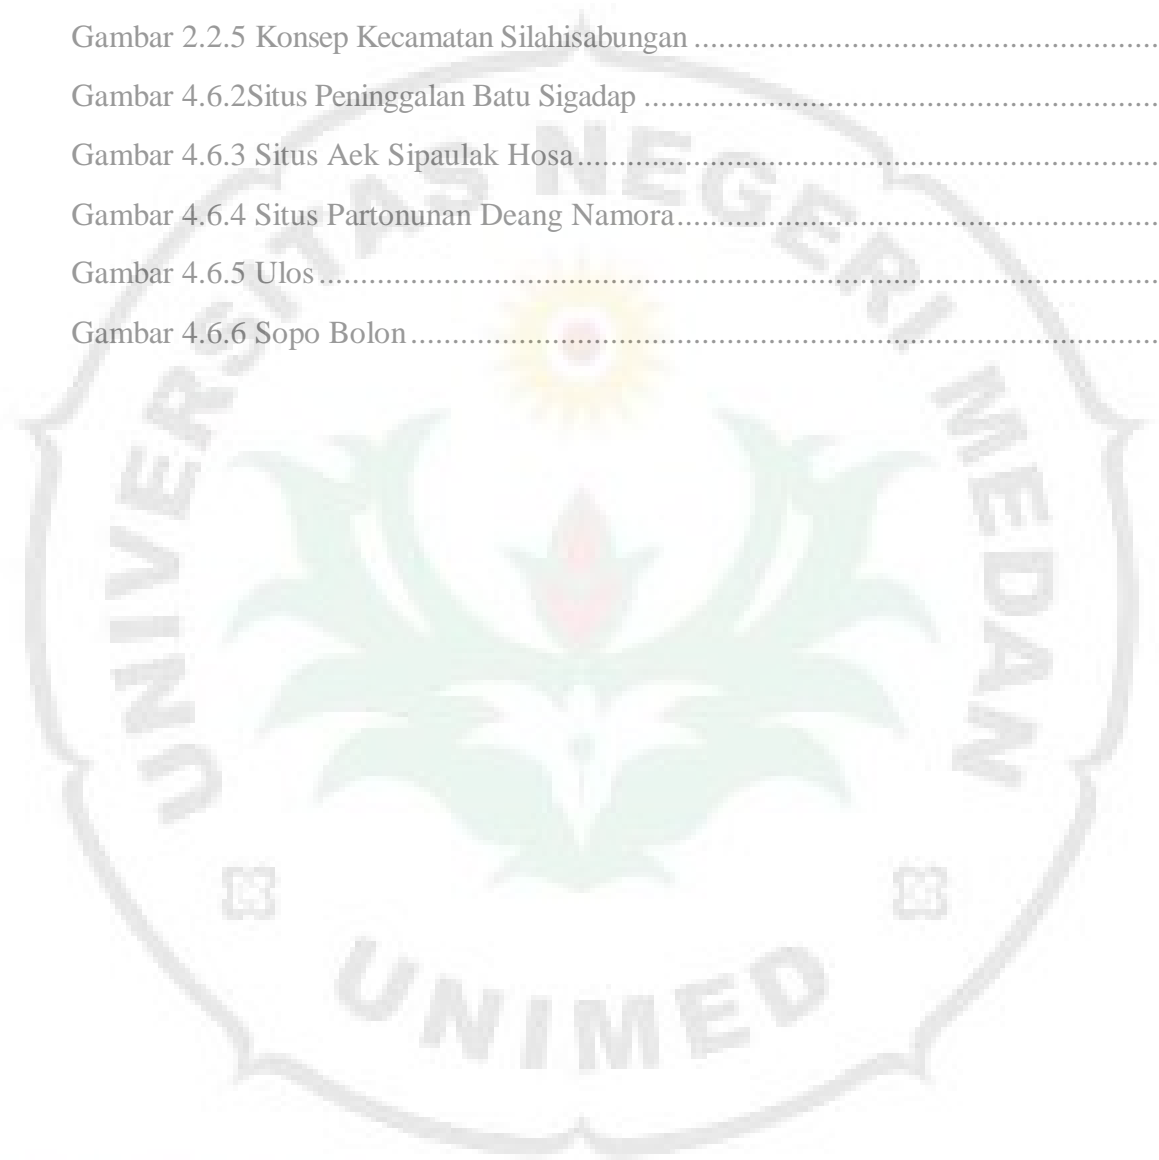 Gambar 2.2.5 Konsep Kecamatan Silahisabungan ........................................................
Gambar 4.6.2Situs Peninggalan Batu Sigadap ..............................................................
Gambar 4.6.3 Situs Aek Sipaulak Hosa......................................................................
Gambar 4.6.4 Situs Partonunan Deang Namora..........................................................
Gambar 4.6.5 Ulos.....................................................................................................
Gambar 4.6.6 Sopo Bolon..........................................................................................
UNIVERSITAS NEGERI MEDAN
UNIMED